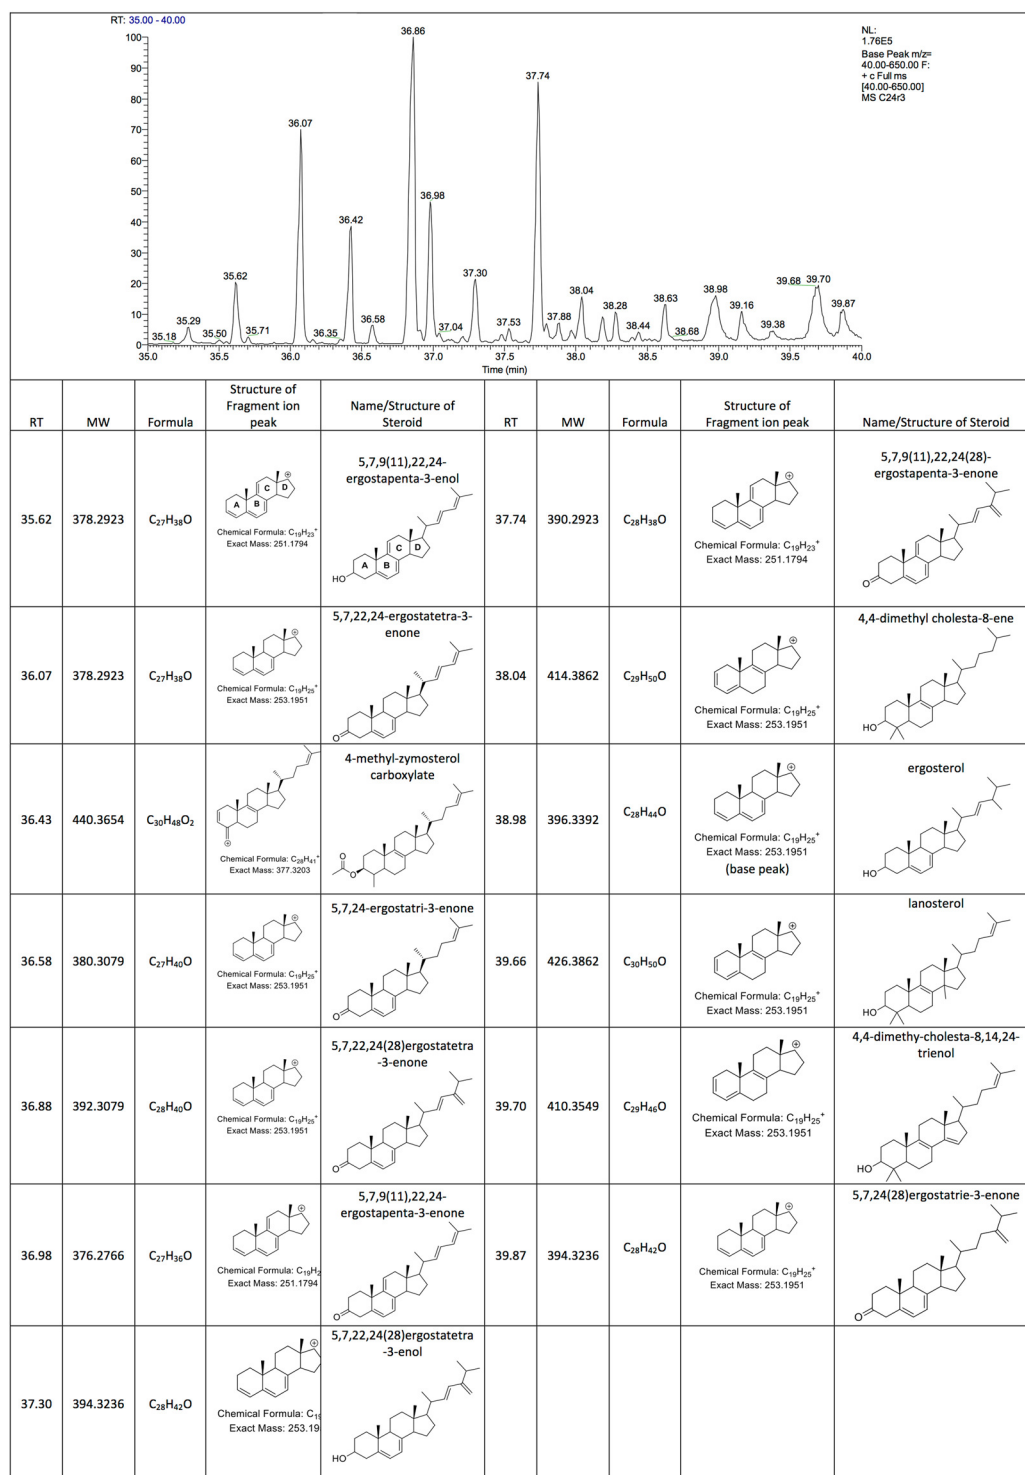 RT: 35.00 - 40.00
NL:
1.76E5
Base Peak m/z=
40.00-650.00 F:
+ c Full ms
[40.00-650.00]
MS C24r3
100
90
80
70
60
50
40
30
20
10
0
35.18
35.29
35.50
35.62
35.71
36.07
36.35
36.42
36.58
36.86
36.98
37.04
37.30
37.53
37.74
37.88
38.04
38.28
38.44
38.63
38.68
38.98
39.16
39.38
39.68
39.70
39.87
35.0 35.5 36.0 36.5 37.0 37.5 38.0 38.5 39.0 39.5 40.0
Time (min)
RT MW Formula Structure of Fragment ion peak Name/Structure of Steroid RT MW Formula Structure of Fragment ion peak Name/Structure of Steroid
35.62 378.2923 C27H38O
A B C D
Chemical Formula: C19H23+
Exact Mass: 251.1794
5,7,9(11),22,24-
ergostapenta-3-enol
HO A B C D
37.74 390.2923 C28H38O
Chemical Formula: C19H23+
Exact Mass: 251.1794
5,7,9(11),22,24(28)-
ergostapenta-3-enone
O
36.07 378.2923 C27H38O
Chemical Formula: C19H25+
Exact Mass: 253.1951
5,7,22,24-ergostatetra-3-
enone
O
38.04 414.3862 C29H50O
Chemical Formula: C19H25+
Exact Mass: 253.1951
4,4-dimethyl cholesta-8-ene
HO
36.43 440.3654 C30H48O2
Chemical Formula: C28H41+
Exact Mass: 377.3203
4-methyl-zymosterol
carboxylate
O
O
38.98 396.3392 C28H44O
Chemical Formula: C19H25+
Exact Mass: 253.1951
(base peak)
ergosterol
HO
36.58 380.3079 C27H40O
Chemical Formula: C19H25+
Exact Mass: 253.1951
5,7,24-ergostatri-3-enone
O
39.66 426.3862 C30H50O
Chemical Formula: C19H25+
Exact Mass: 253.1951
lanosterol
HO
36.88 392.3079 C28H40O
Chemical Formula: C19H25+
Exact Mass: 253.1951
5,7,22,24(28)ergostatetra
-3-enone
O
39.70 410.3549 C29H46O
Chemical Formula: C19H25+
Exact Mass: 253.1951
4,4-dimethy-cholesta-8,14,24-
trienol
HO
36.98 376.2766 C27H36O
Chemical Formula: C19H2
Exact Mass: 251.1794
5,7,9(11),22,24-
ergostapenta-3-enone
O
39.87 394.3236 C28H42O
Chemical Formula: C19H25+
Exact Mass: 253.1951
5,7,24(28)ergostatrie-3-enone
O
37.30 394.3236 C28H42O
Chemical Formula: C19
Exact Mass: 253.19
5,7,22,24(28)ergostatetra
-3-enol
HO